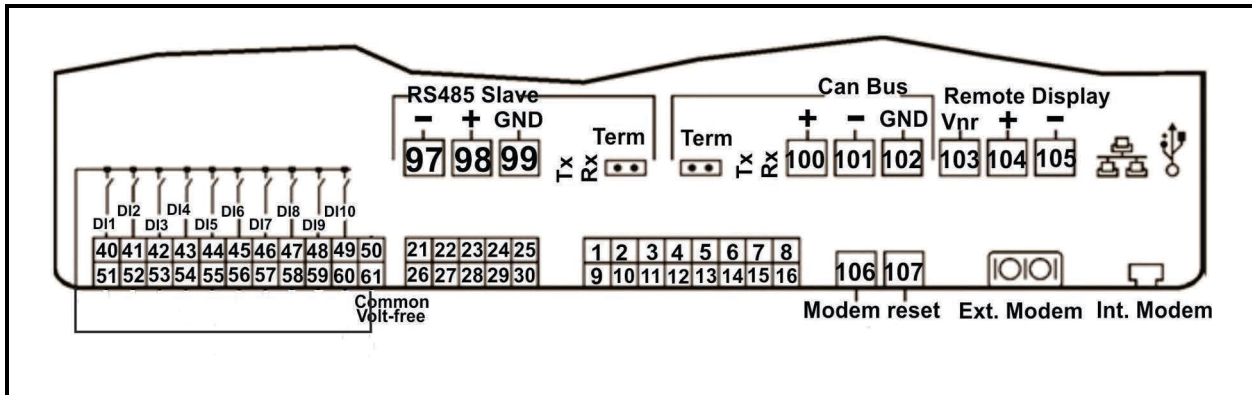 RS485 Slave
− + GND
97 98 99
Tx
Rx
Term
Can Bus
Term
Tx
Rx
+ − GND
100 101 102
Remote Display
Vnr + −
103 104 105
DI1 DI2 DI3 DI4 DI5 DI6 DI7 DI8 DI9 DI10
40 41 42 43 44 45 46 47 48 49 50
51 52 53 54 55 56 57 58 59 60 61
Common
Volt-free
21 22 23 24 25
26 27 28 29 30
1 2 3 4 5 6 7 8
9 10 11 12 13 14 15 16
106 107
Modem reset
Ext. Modem
Int. Modem